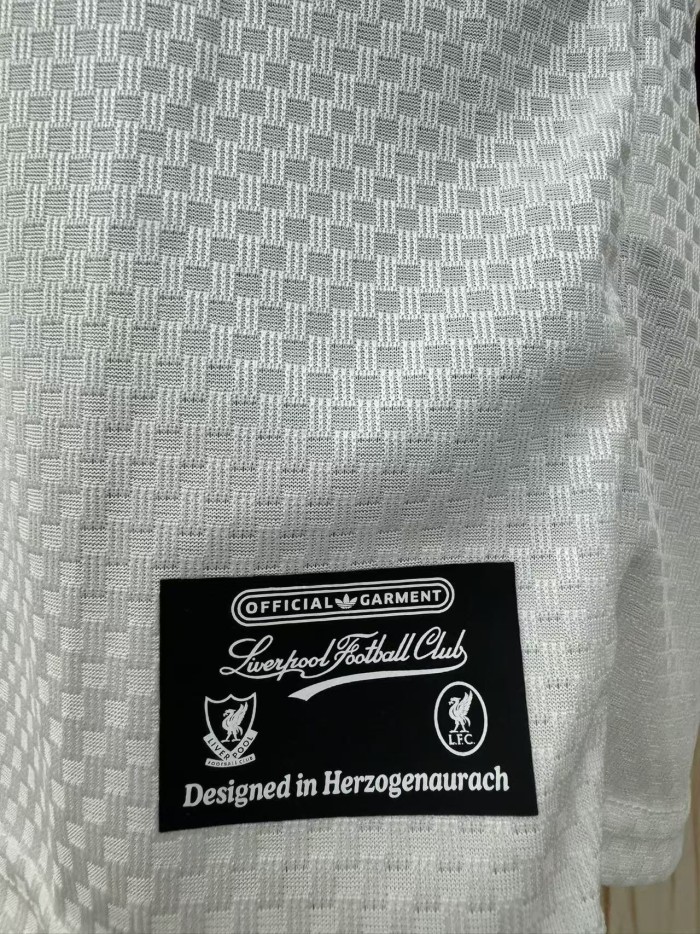 OFFICIAL GARMENT
Liverpool Football Club
LIVERPOOL
FOOTBALL CLUB
L.F.C.
Designed in Herzogenaurach